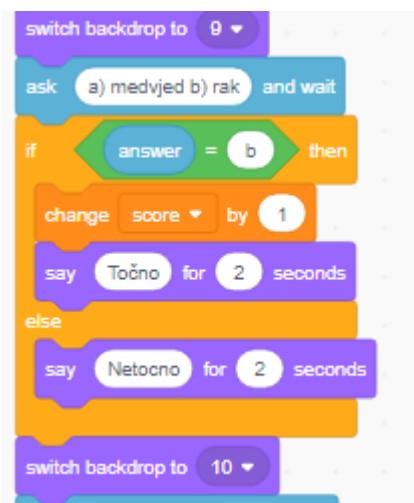 switch backdrop to 9
ask a) medvjed b) rak and wait
if answer = b then
change score by 1
say Točno for 2 seconds
else
say Netocno for 2 seconds
switch backdrop to 10